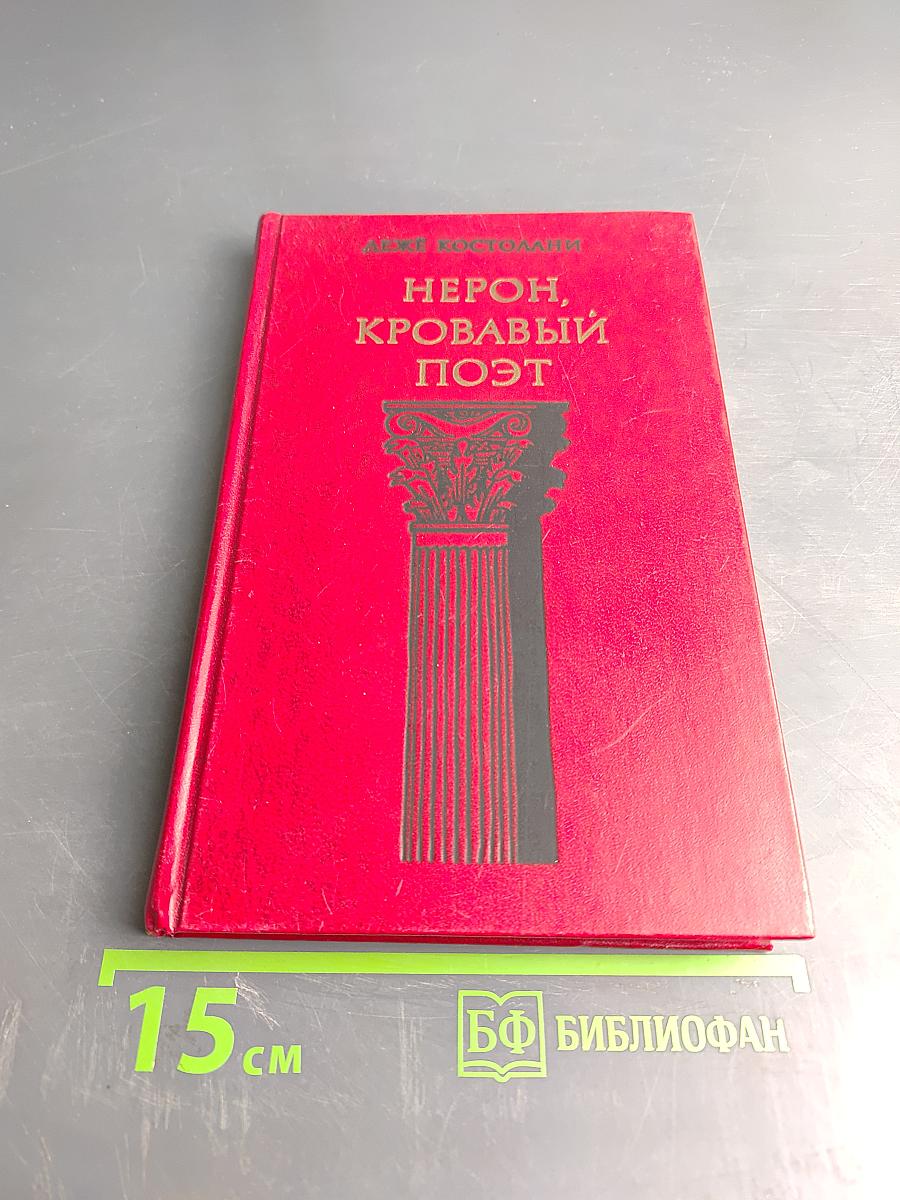 ДЕЖЁ КОСТОЛАНИ
НЕРОН,
КРОВАВЫЙ
ПОЭТ
15 см
БФ БИБЛИОФАН